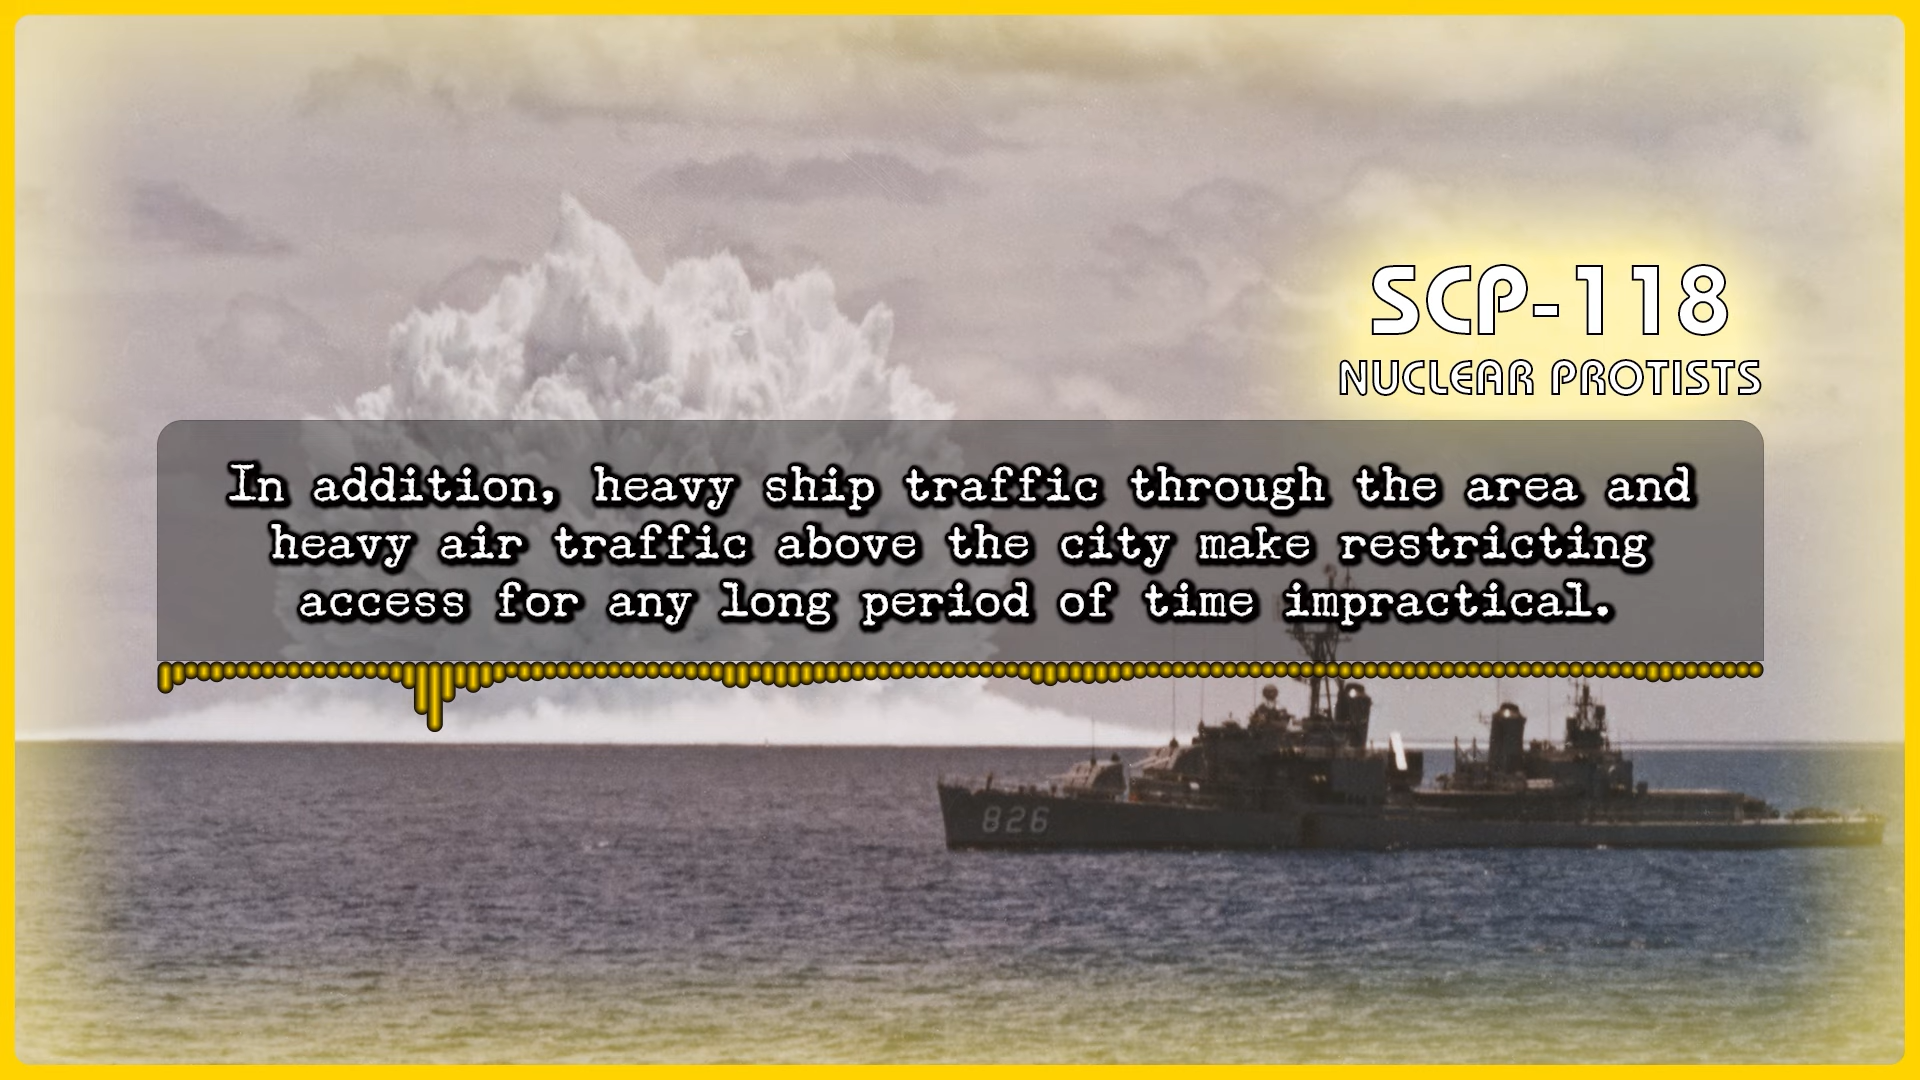 SCP-118
NUCLEAR PROTISTS
In addition, heavy ship traffic through the area and
heavy air traffic above the city make restricting
access for any long period of time impractical.
826